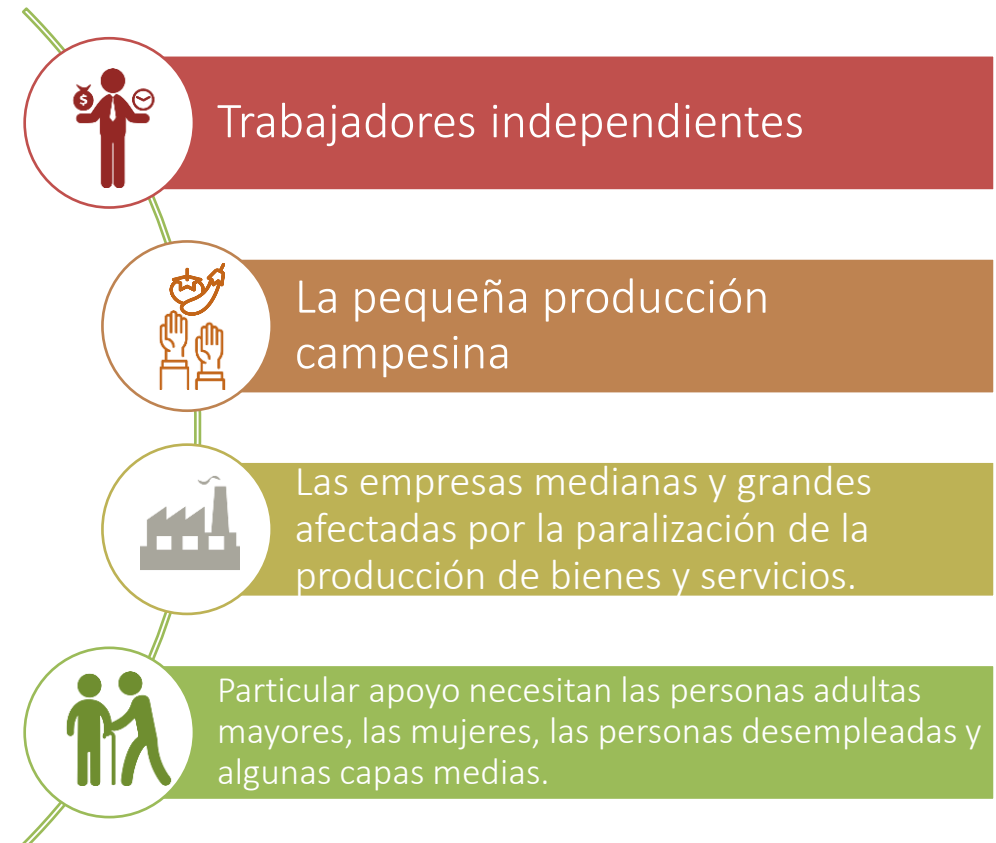 Trabajadores independientes
La pequeña producción
campesina
Las empresas medianas y grandes
afectadas por la paralización de la
producción de bienes y servicios.
Particular apoyo necesitan las personas adultas
mayores, las mujeres, las personas desempleadas y
algunas capas medias.